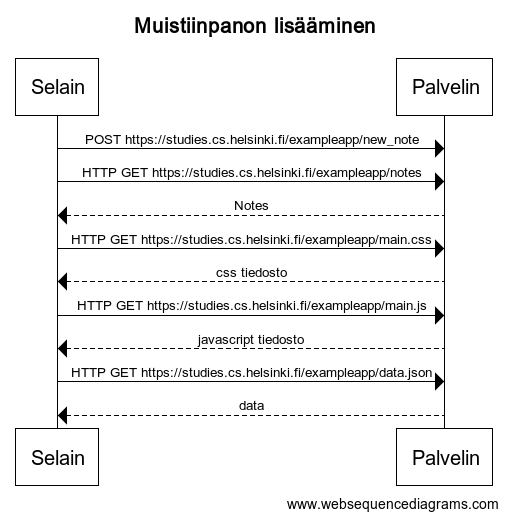 Muistiinpanon lisääminen
Selain Palvelin
POST https://studies.cs.helsinki.fi/exampleapp/new_note
HTTP GET https://studies.cs.helsinki.fi/exampleapp/notes
Notes
HTTP GET https://studies.cs.helsinki.fi/exampleapp/main.css
css tiedosto
HTTP GET https://studies.cs.helsinki.fi/exampleapp/main.js
javascript tiedosto
HTTP GET https://studies.cs.helsinki.fi/exampleapp/data.json
data
Selain Palvelin
www.websequencediagrams.com